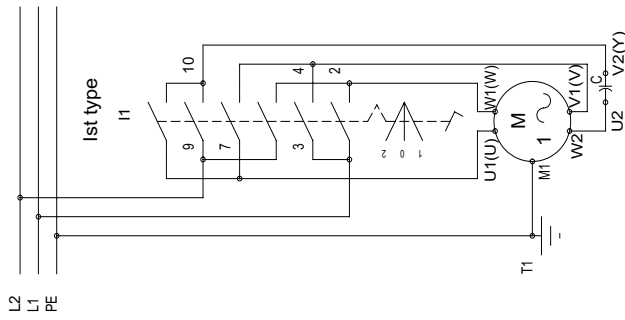 L2
L1
PE
Ist type
I1
10
4
2
9
7
3
2
0
1
W1(W)
U1(U)
M
1
M1
V1(V)
W2
C
U2
V2(Y)
T1